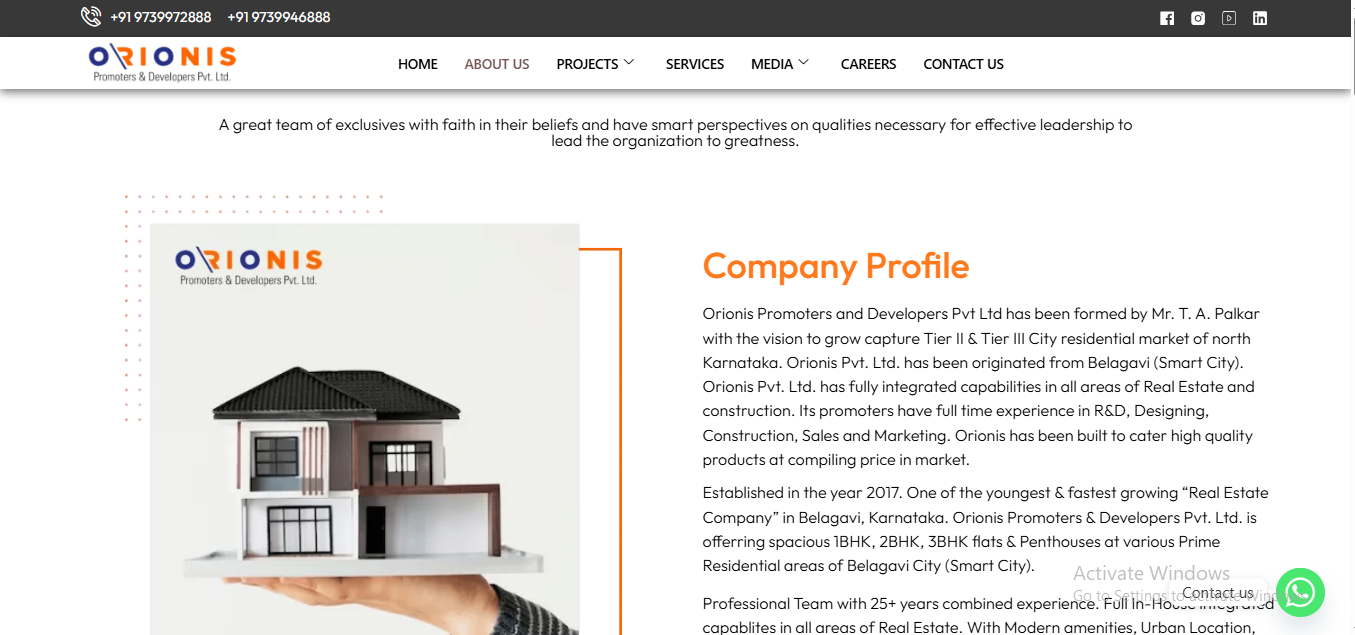 +91 9739972888 +91 9739946888
ORIONIS
Promoters & Developers Pvt. Ltd.
HOME ABOUT US PROJECTS SERVICES MEDIA CAREERS CONTACT US
A great team of exclusives with faith in their beliefs and have smart perspectives on qualities necessary for effective leadership to
lead the organization to greatness.
ORIONIS
Promoters & Developers Pvt. Ltd.
Company Profile
Orionis Promoters and Developers Pvt Ltd has been formed by Mr. T. A. Palkar
with the vision to grow capture Tier II & Tier III City residential market of north
Karnataka. Orionis Pvt. Ltd. has been originated from Belagavi (Smart City).
Orionis Pvt. Ltd. has fully integrated capabilities in all areas of Real Estate and
construction. Its promoters have full time experience in R&D, Designing,
Construction, Sales and Marketing. Orionis has been built to cater high quality
products at compiling price in market.
Established in the year 2017. One of the youngest & fastest growing “Real Estate
Company” in Belagavi, Karnataka. Orionis Promoters & Developers Pvt. Ltd. is
offerring spacious 1BHK, 2BHK, 3BHK flats & Penthouses at various Prime
Residential areas of Belagavi City (Smart City).
Professional Team with 25+ years combined experience. Full In-House integrated
capablites in all areas of Real Estate. With Modern amenities, Urban Location,
Activate Windows
Go to Settings to activate Windows.
Contact us